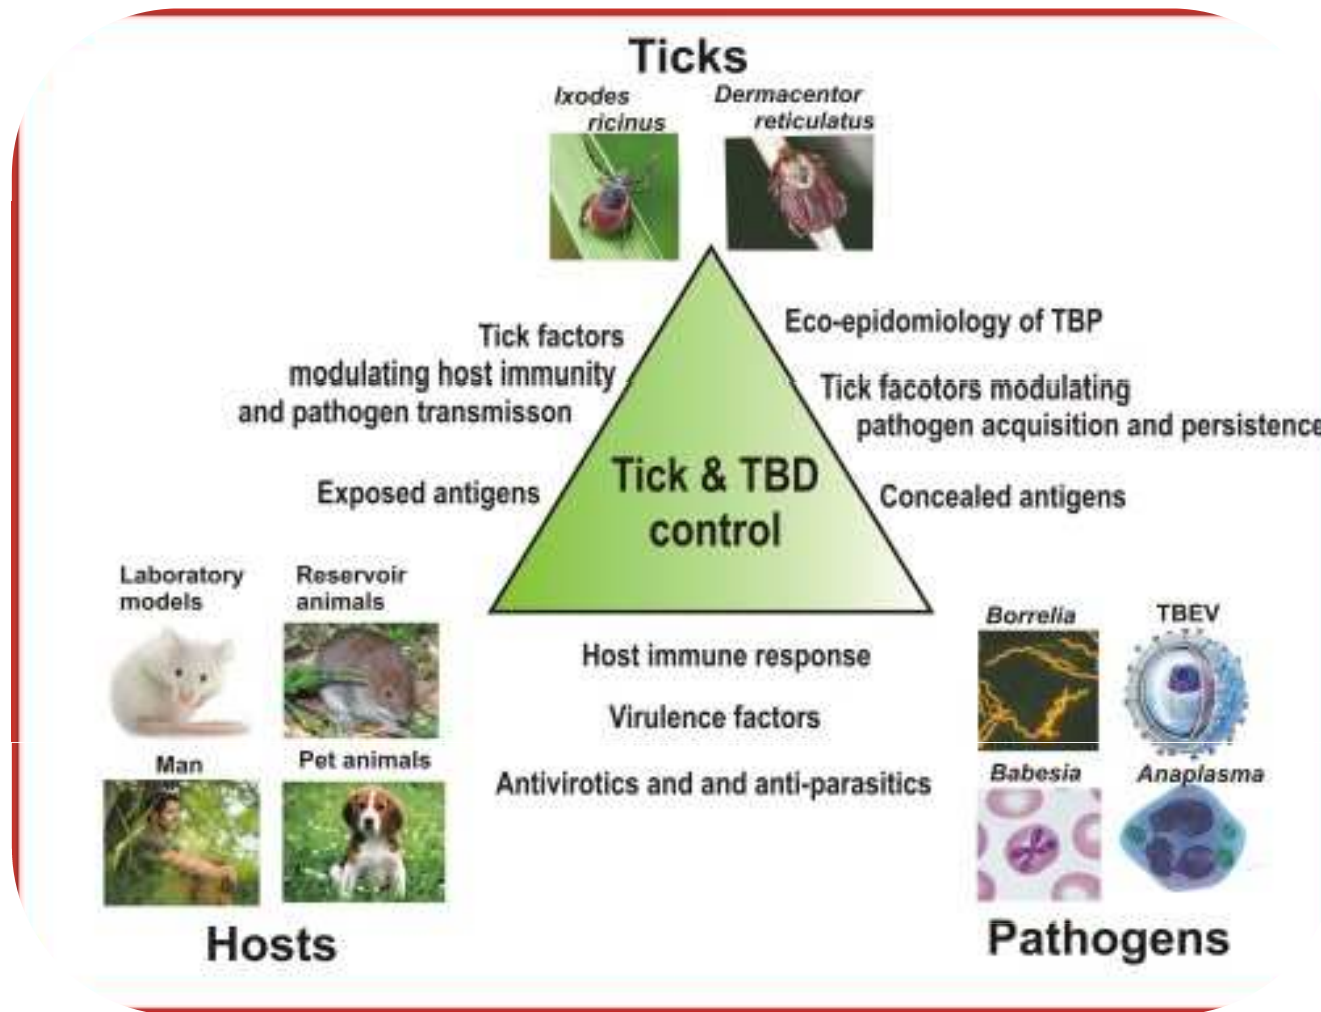 Ticks
Ixodes
ricinus
Dermacentor
reticulatus
Tick factors
modulating host immunity
and pathogen transmisson
Exposed antigens
Eco-epidomiology of TBP
Tick facotors modulating
pathogen acquisition and persistence
Concealed antigens
Tick & TBD
control
Laboratory
models
Reservoir
animals
Man
Pet animals
Hosts
Host immune response
Virulence factors
Antivirotics and and anti-parasitics
Borrelia
TBEV
Babesia
Anaplasma
Pathogens